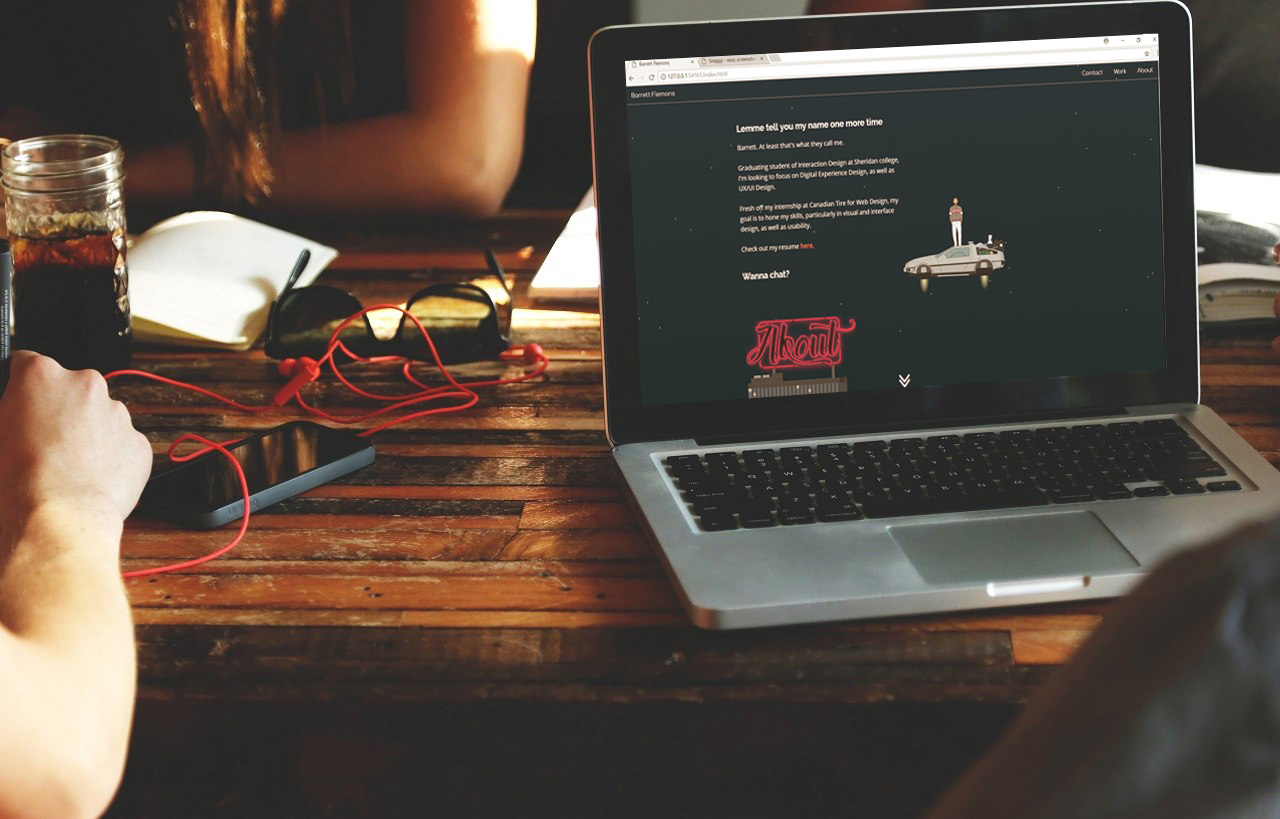 Barrett Flemons
Snaggy - easy screensh
127.0.0.1
/index.html
Barrett Flemons
Contact Work About
Lemme tell you my name one more time
Barrett. At least that's what they call me.
Graduating student of Interaction Design at Sheridan college,
I'm looking to focus on Digital Experience Design, as well as
UX/UI Design.
Fresh off my internship at Canadian Tire for Web Design, my
goal is to hone my skills, particularly in visual and interface
design, as well as usability.
Check out my resume here.
Wanna chat?
About